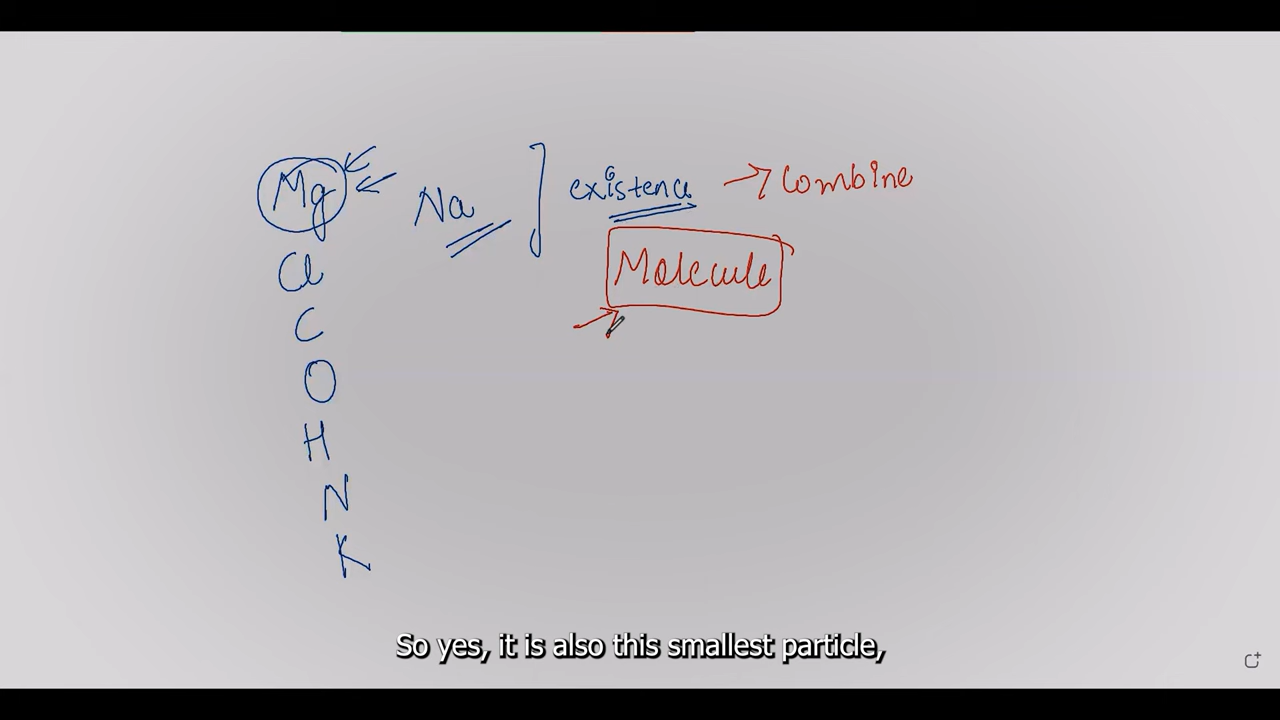 Mg Na existence → Combine
Cl Molecule
C
O
H
N
K
So yes, it is also this smallest particle,